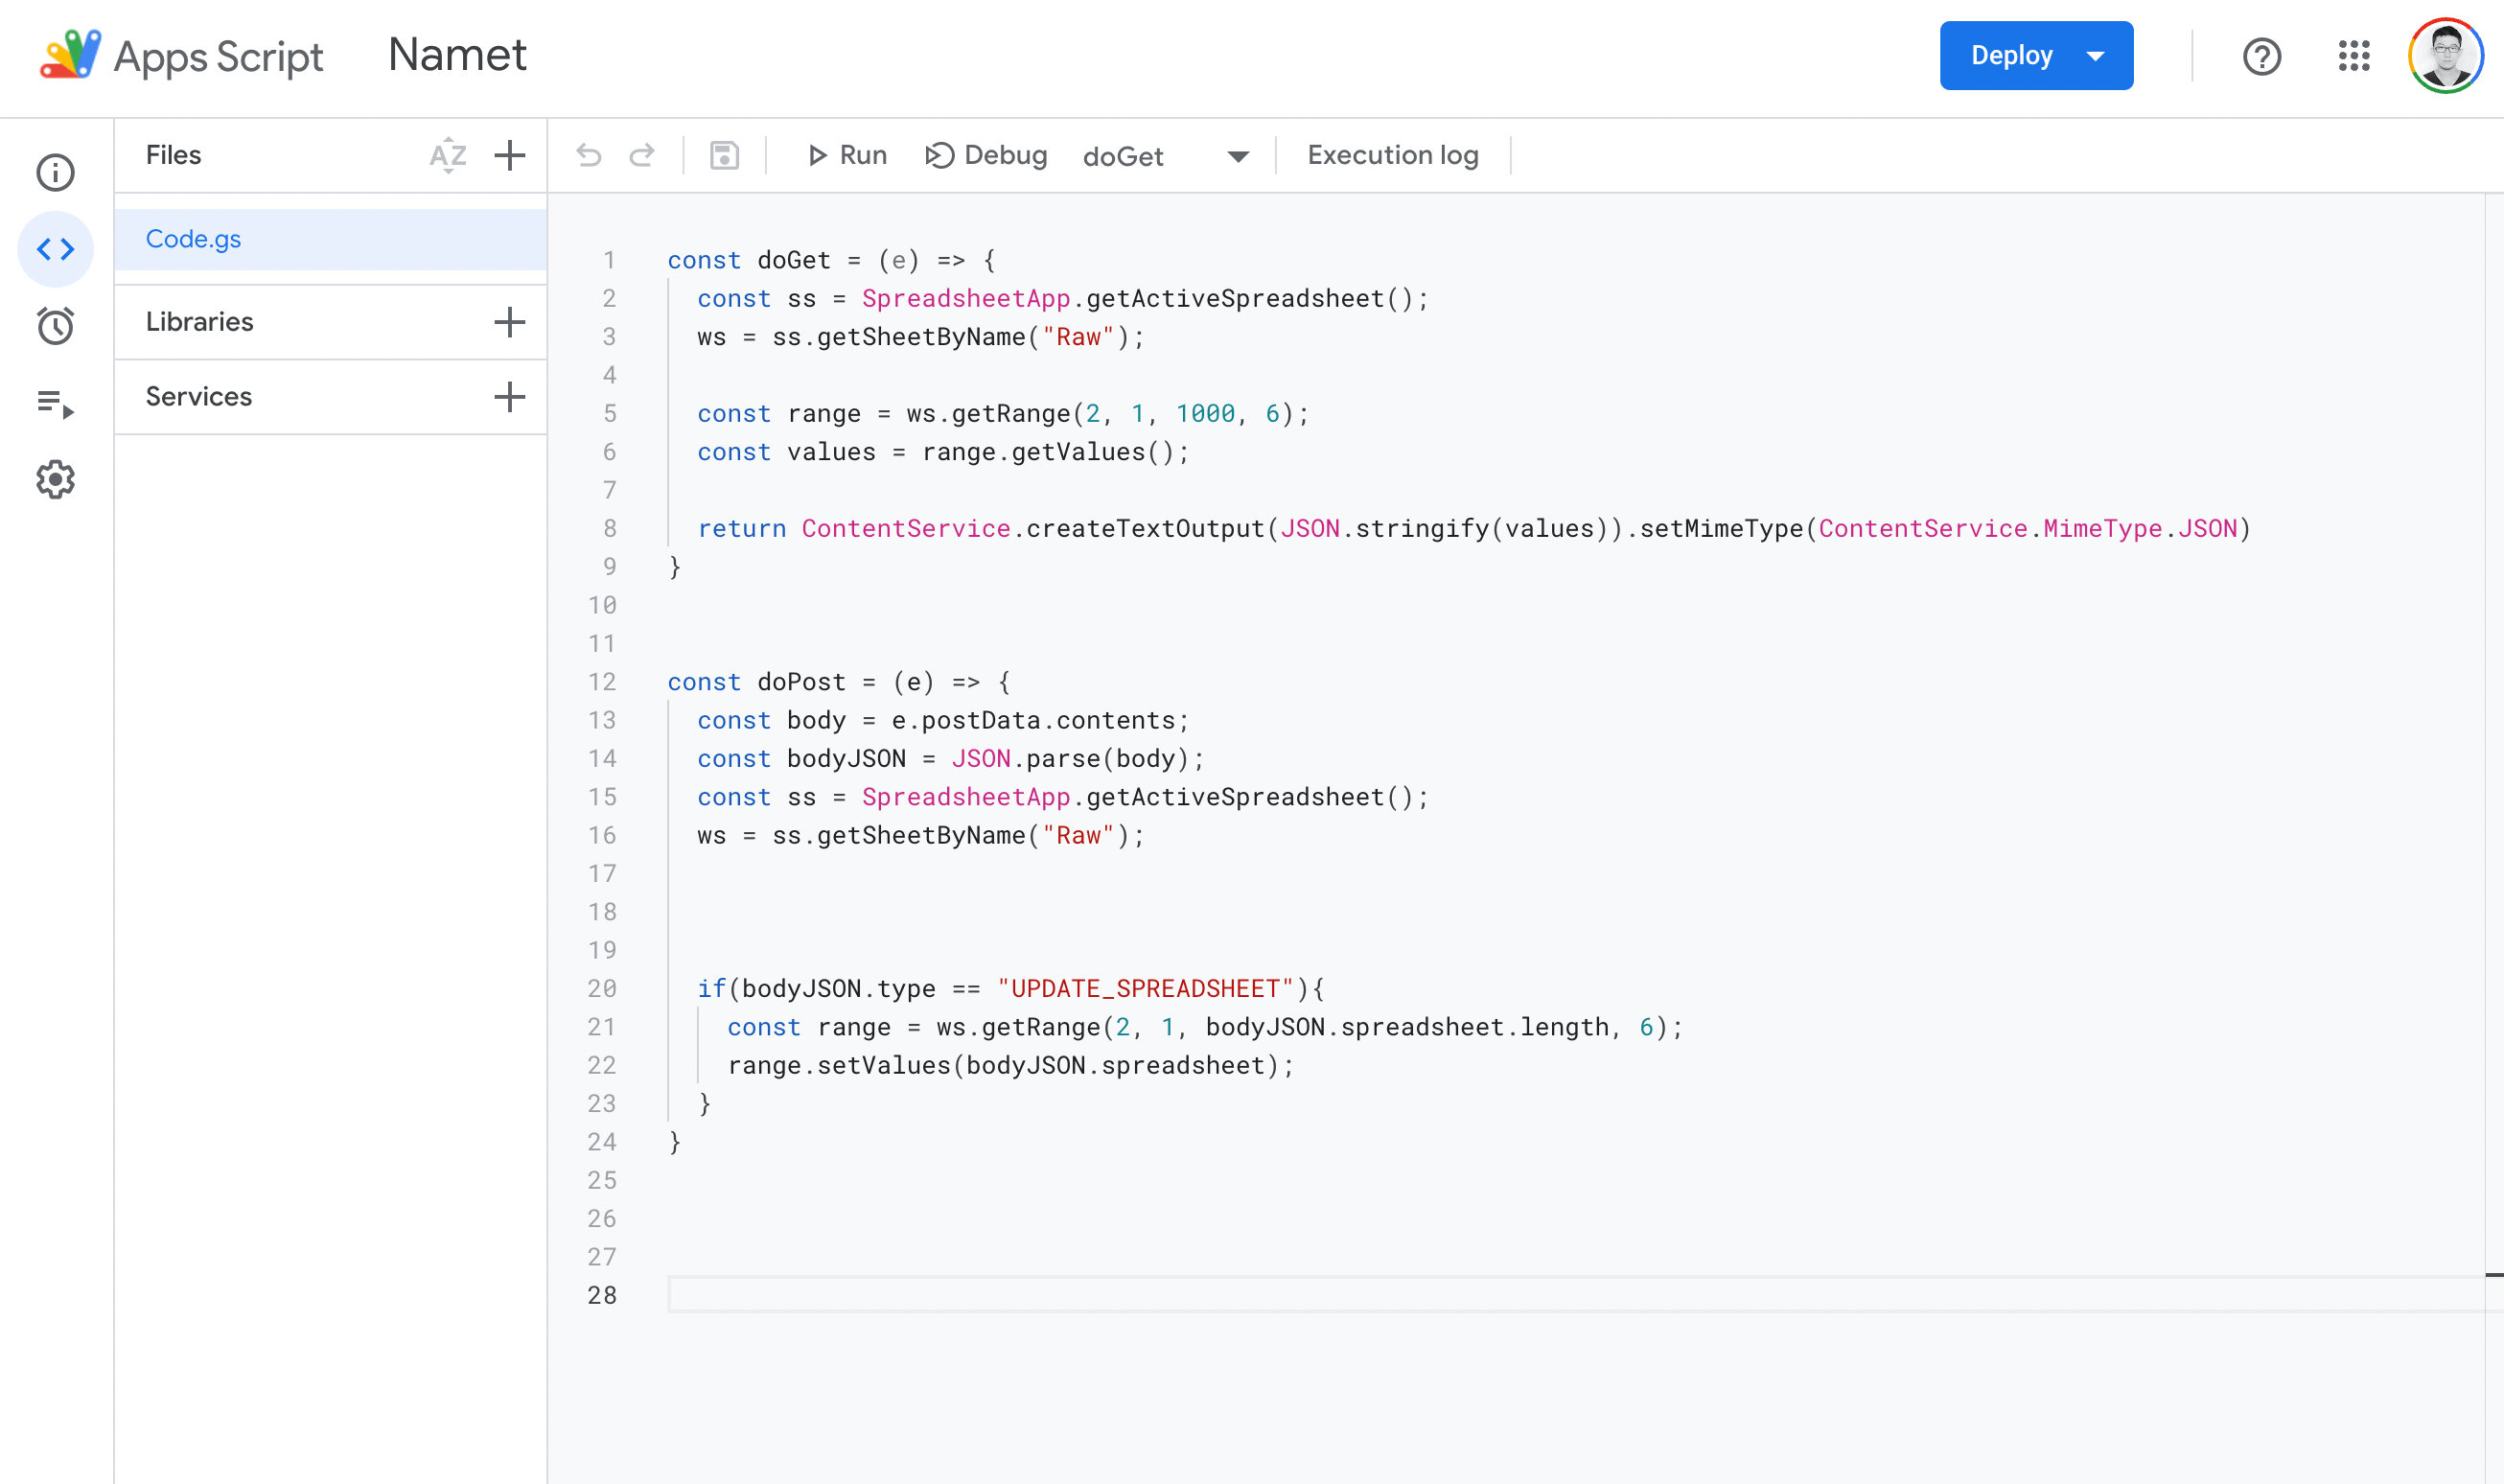 Apps Script Namet Deploy
Files AZ Run Debug doGet Execution log
Code.gs
Libraries
Services
1 const doGet = (e) => {
2 const ss = SpreadsheetApp.getActiveSpreadsheet();
3 ws = ss.getSheetByName("Raw");
4
5 const range = ws.getRange(2, 1, 1000, 6);
6 const values = range.getValues();
7
8 return ContentService.createTextOutput(JSON.stringify(values)).setMimeType(ContentService.MimeType.JSON)
9 }
10
11
12 const doPost = (e) => {
13 const body = e.postData.contents;
14 const bodyJSON = JSON.parse(body);
15 const ss = SpreadsheetApp.getActiveSpreadsheet();
16 ws = ss.getSheetByName("Raw");
17
18
19
20 if(bodyJSON.type == "UPDATE_SPREADSHEET"){
21 const range = ws.getRange(2, 1, bodyJSON.spreadsheet.length, 6);
22 range.setValues(bodyJSON.spreadsheet);
23 }
24 }
25
26
27
28